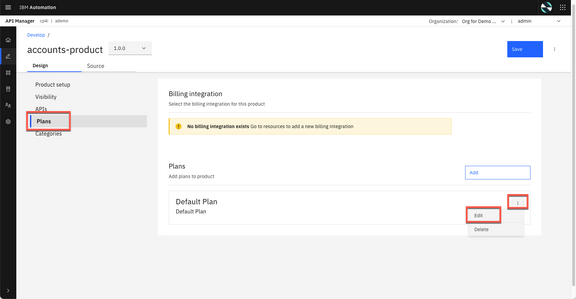 IBM Automation
API Manager cp4i | ademo
Organization: Org for Demo ... admin
Develop /
accounts-product 1.0.0 Save
Design Source
Product setup
Visibility
APIs
Plans
Categories
Billing integration
Select the billing integration for this product
No billing integration exists Go to resources to add a new billing integration
Plans
Add plans to product
Add
Default Plan
Default Plan
Edit
Delete